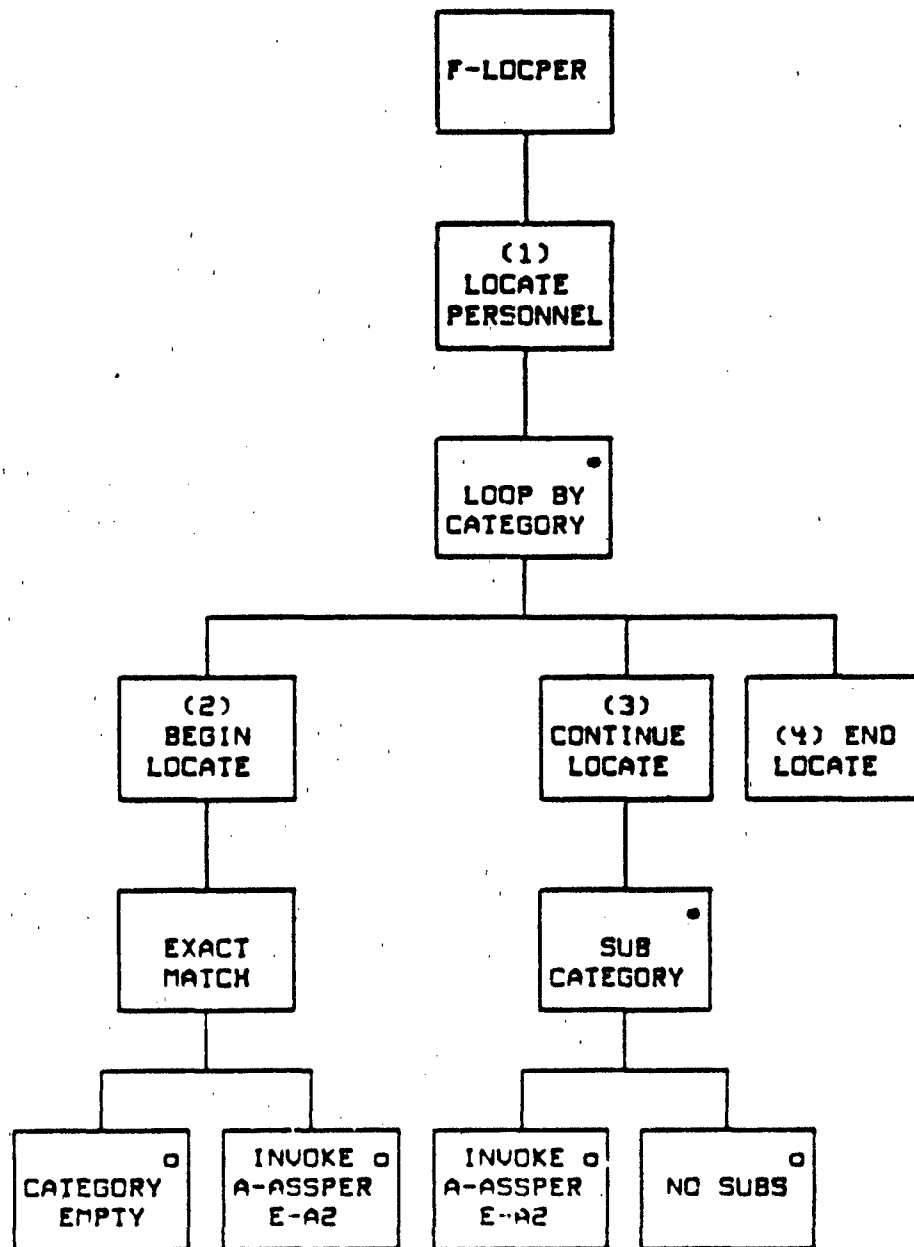 F-LOCPER
(1)
LOCATE
PERSONNEL
LOOP BY
CATEGORY
(2)
BEGIN
LOCATE
(3)
CONTINUE
LOCATE
(4) END
LOCATE
EXACT
MATCH
SUB
CATEGORY
CATEGORY
EMPTY
INVOKE
A-ASSPER
E-A2
INVOKE
A-ASSPER
E-A2
NO SUBS